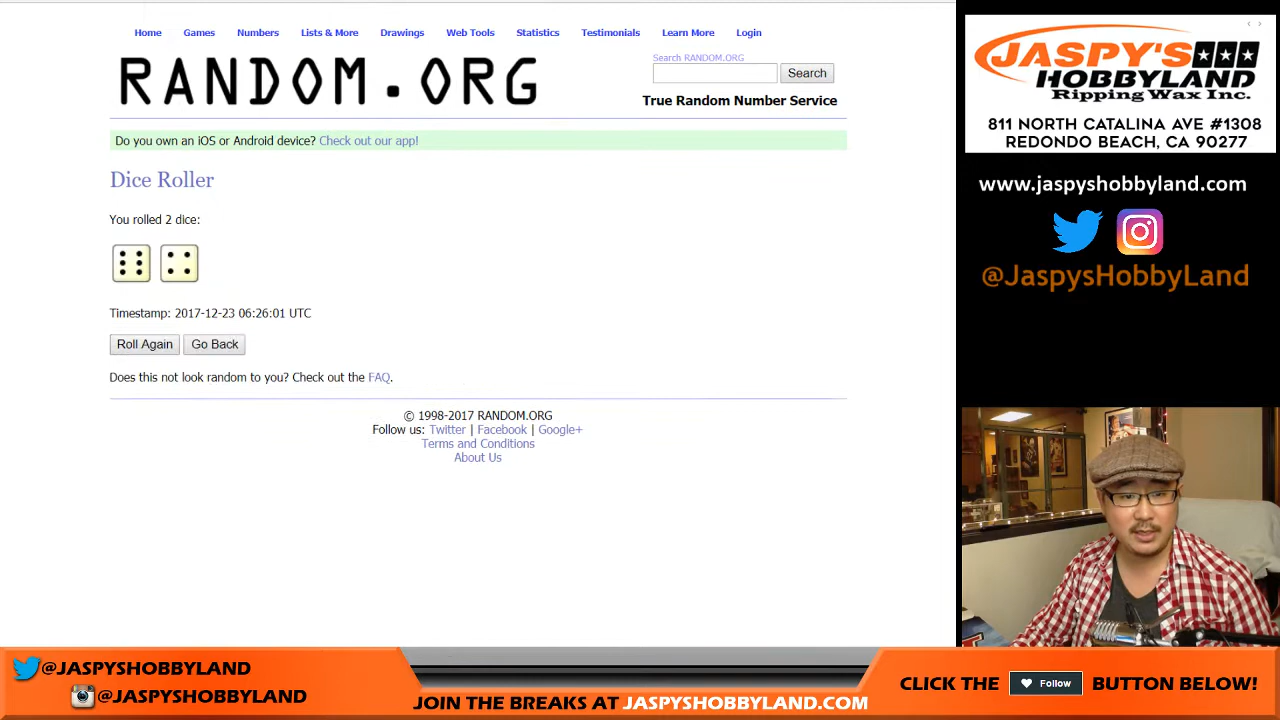 Home Games Numbers Lists & More Drawings Web Tools Statistics Testimonials Learn More Login
RANDOM.ORG
Search RANDOM.ORG
Search
True Random Number Service
Do you own an iOS or Android device? Check out our app!
Dice Roller
You rolled 2 dice:
Timestamp: 2017-12-23 06:26:01 UTC
Roll Again Go Back
Does this not look random to you? Check out the FAQ.
© 1998-2017 RANDOM.ORG
Follow us: Twitter | Facebook | Google+
Terms and Conditions
About Us
JASPY'S
HOBBYLAND
Ripping Wax Inc.
811 NORTH CATALINA AVE #1308
REDONDO BEACH, CA 90277
www.jaspyshobbyland.com
@JaspysHobbyLand
@JASPYSHOBBYLAND
@JASPYSHOBBYLAND
JOIN THE BREAKS AT JASPYSHOBBYLAND.COM
CLICK THE Follow BUTTON BELOW!